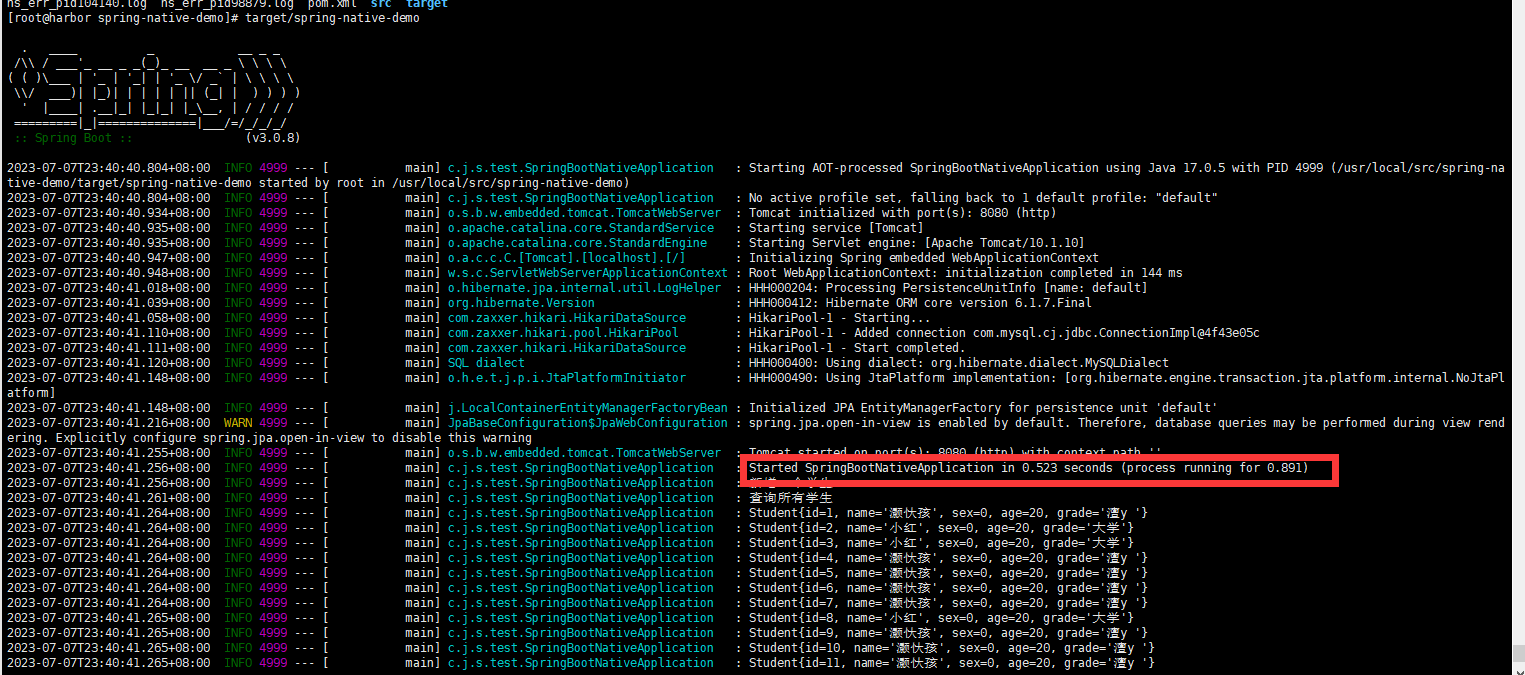 hs_err_pid104140.log  hs_err_pid98879.log  pom.xml  src  target
[root@harbor spring-native-demo]# target/spring-native-demo
  .   ____          _            __ _ _
 /\\ / ___'_ __ _ _(_)_ __  __ _ \ \ \ \
( ( )\___ | '_ | '_| | '_ \/ _` | \ \ \ \
 \\/  ___)| |_)| | | | | || (_| |  ) ) ) )
  '  |____| .__|_| |_|_| |_\__, | / / / /
 =========|_|==============|___/=/_/_/_/
 :: Spring Boot ::                (v3.0.8)
2023-07-07T23:40:40.804+08:00  INFO 4999 --- [           main] c.j.s.test.SpringBootNativeApplication   : Starting AOT-processed SpringBootNativeApplication using Java 17.0.5 with PID 4999 (/usr/local/src/spring-na
tive-demo/target/spring-native-demo started by root in /usr/local/src/spring-native-demo)
2023-07-07T23:40:40.804+08:00  INFO 4999 --- [           main] c.j.s.test.SpringBootNativeApplication   : No active profile set, falling back to 1 default profile: "default"
2023-07-07T23:40:40.934+08:00  INFO 4999 --- [           main] o.s.b.w.embedded.tomcat.TomcatWebServer  : Tomcat initialized with port(s): 8080 (http)
2023-07-07T23:40:40.935+08:00  INFO 4999 --- [           main] o.apache.catalina.core.StandardService   : Starting service [Tomcat]
2023-07-07T23:40:40.935+08:00  INFO 4999 --- [           main] o.apache.catalina.core.StandardEngine    : Starting Servlet engine: [Apache Tomcat/10.1.10]
2023-07-07T23:40:40.947+08:00  INFO 4999 --- [           main] o.a.c.c.C.[Tomcat].[localhost].[/]       : Initializing Spring embedded WebApplicationContext
2023-07-07T23:40:40.948+08:00  INFO 4999 --- [           main] w.s.c.ServletWebServerApplicationContext : Root WebApplicationContext: initialization completed in 144 ms
2023-07-07T23:40:41.018+08:00  INFO 4999 --- [           main] o.hibernate.jpa.internal.util.LogHelper  : HHH000204: Processing PersistenceUnitInfo [name: default]
2023-07-07T23:40:41.039+08:00  INFO 4999 --- [           main] org.hibernate.Version                    : HHH000412: Hibernate ORM core version 6.1.7.Final
2023-07-07T23:40:41.058+08:00  INFO 4999 --- [           main] com.zaxxer.hikari.HikariDataSource       : HikariPool-1 - Starting...
2023-07-07T23:40:41.110+08:00  INFO 4999 --- [           main] com.zaxxer.hikari.pool.HikariPool        : HikariPool-1 - Added connection com.mysql.cj.jdbc.ConnectionImpl@4f43e05c
2023-07-07T23:40:41.111+08:00  INFO 4999 --- [           main] com.zaxxer.hikari.HikariDataSource       : HikariPool-1 - Start completed.
2023-07-07T23:40:41.120+08:00  INFO 4999 --- [           main] SQL dialect                              : HHH000400: Using dialect: org.hibernate.dialect.MySQLDialect
2023-07-07T23:40:41.148+08:00  INFO 4999 --- [           main] o.h.e.t.j.p.i.JtaPlatformInitiator       : HHH000490: Using JtaPlatform implementation: [org.hibernate.engine.transaction.jta.platform.internal.NoJtaPl
atform]
2023-07-07T23:40:41.148+08:00  INFO 4999 --- [           main] j.LocalContainerEntityManagerFactoryBean : Initialized JPA EntityManagerFactory for persistence unit 'default'
2023-07-07T23:40:41.216+08:00  WARN 4999 --- [           main] JpaBaseConfiguration$JpaWebConfiguration : spring.jpa.open-in-view is enabled by default. Therefore, database queries may be performed during view rend
ering. Explicitly configure spring.jpa.open-in-view to disable this warning
2023-07-07T23:40:41.255+08:00  INFO 4999 --- [           main] o.s.b.w.embedded.tomcat.TomcatWebServer  : Tomcat started on port(s): 8080 (http) with context path ''
2023-07-07T23:40:41.256+08:00  INFO 4999 --- [           main] c.j.s.test.SpringBootNativeApplication   : Started SpringBootNativeApplication in 0.523 seconds (process running for 0.891)
2023-07-07T23:40:41.256+08:00  INFO 4999 --- [           main] c.j.s.test.SpringBootNativeApplication   : 新增一个学生
2023-07-07T23:40:41.261+08:00  INFO 4999 --- [           main] c.j.s.test.SpringBootNativeApplication   : 查询所有学生
2023-07-07T23:40:41.264+08:00  INFO 4999 --- [           main] c.j.s.test.SpringBootNativeApplication   : Student{id=1, name='灏忕孩', sex=0, age=20, grade='澶у '}
2023-07-07T23:40:41.264+08:00  INFO 4999 --- [           main] c.j.s.test.SpringBootNativeApplication   : Student{id=2, name='小红', sex=0, age=20, grade='大学'}
2023-07-07T23:40:41.264+08:00  INFO 4999 --- [           main] c.j.s.test.SpringBootNativeApplication   : Student{id=3, name='小红', sex=0, age=20, grade='大学'}
2023-07-07T23:40:41.264+08:00  INFO 4999 --- [           main] c.j.s.test.SpringBootNativeApplication   : Student{id=4, name='灏忕孩', sex=0, age=20, grade='澶у '}
2023-07-07T23:40:41.264+08:00  INFO 4999 --- [           main] c.j.s.test.SpringBootNativeApplication   : Student{id=5, name='灏忕孩', sex=0, age=20, grade='澶у '}
2023-07-07T23:40:41.264+08:00  INFO 4999 --- [           main] c.j.s.test.SpringBootNativeApplication   : Student{id=6, name='灏忕孩', sex=0, age=20, grade='澶у '}
2023-07-07T23:40:41.264+08:00  INFO 4999 --- [           main] c.j.s.test.SpringBootNativeApplication   : Student{id=7, name='灏忕孩', sex=0, age=20, grade='澶у '}
2023-07-07T23:40:41.265+08:00  INFO 4999 --- [           main] c.j.s.test.SpringBootNativeApplication   : Student{id=8, name='小红', sex=0, age=20, grade='大学'}
2023-07-07T23:40:41.265+08:00  INFO 4999 --- [           main] c.j.s.test.SpringBootNativeApplication   : Student{id=9, name='灏忕孩', sex=0, age=20, grade='澶у '}
2023-07-07T23:40:41.265+08:00  INFO 4999 --- [           main] c.j.s.test.SpringBootNativeApplication   : Student{id=10, name='灏忕孩', sex=0, age=20, grade='澶у '}
2023-07-07T23:40:41.265+08:00  INFO 4999 --- [           main] c.j.s.test.SpringBootNativeApplication   : Student{id=11, name='灏忕孩', sex=0, age=20, grade='澶у '}